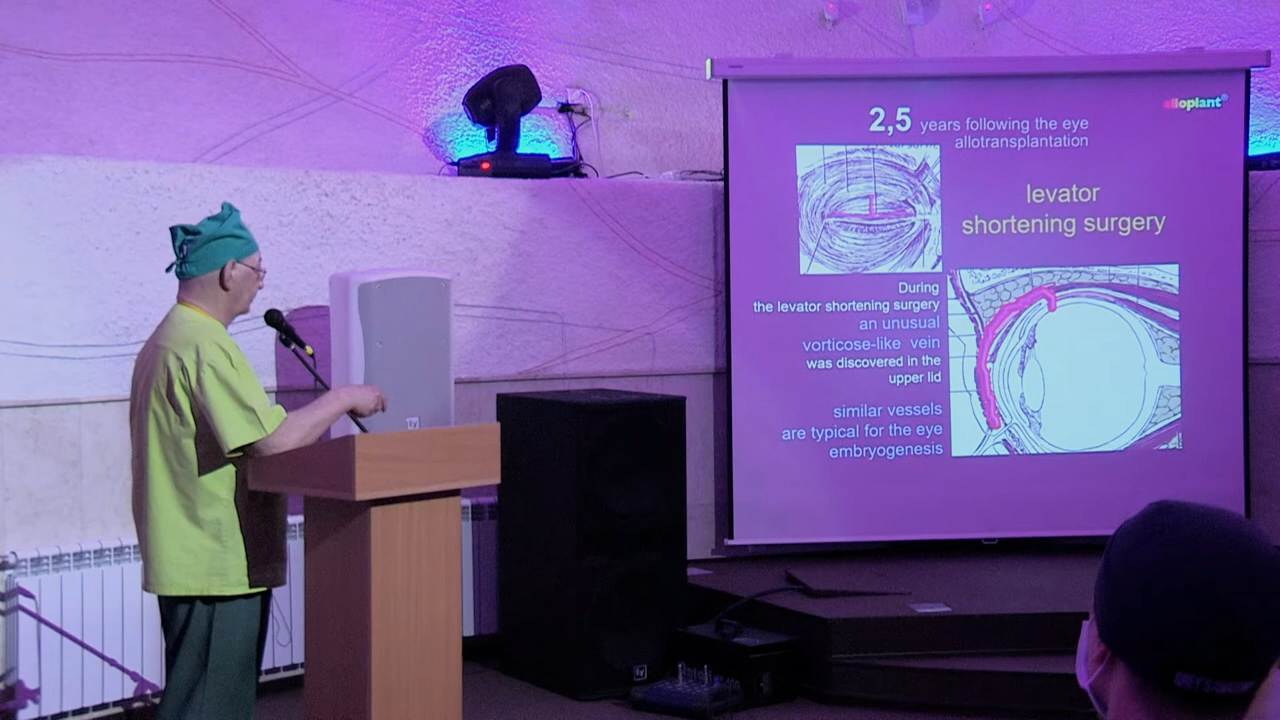 alloplant®
2,5 years following the eye
allotransplantation
levator
shortening surgery
During
the levator shortening surgery
an unusual
vorticose-like vein
was discovered in the
upper lid
similar vessels
are typical for the eye
embryogenesis